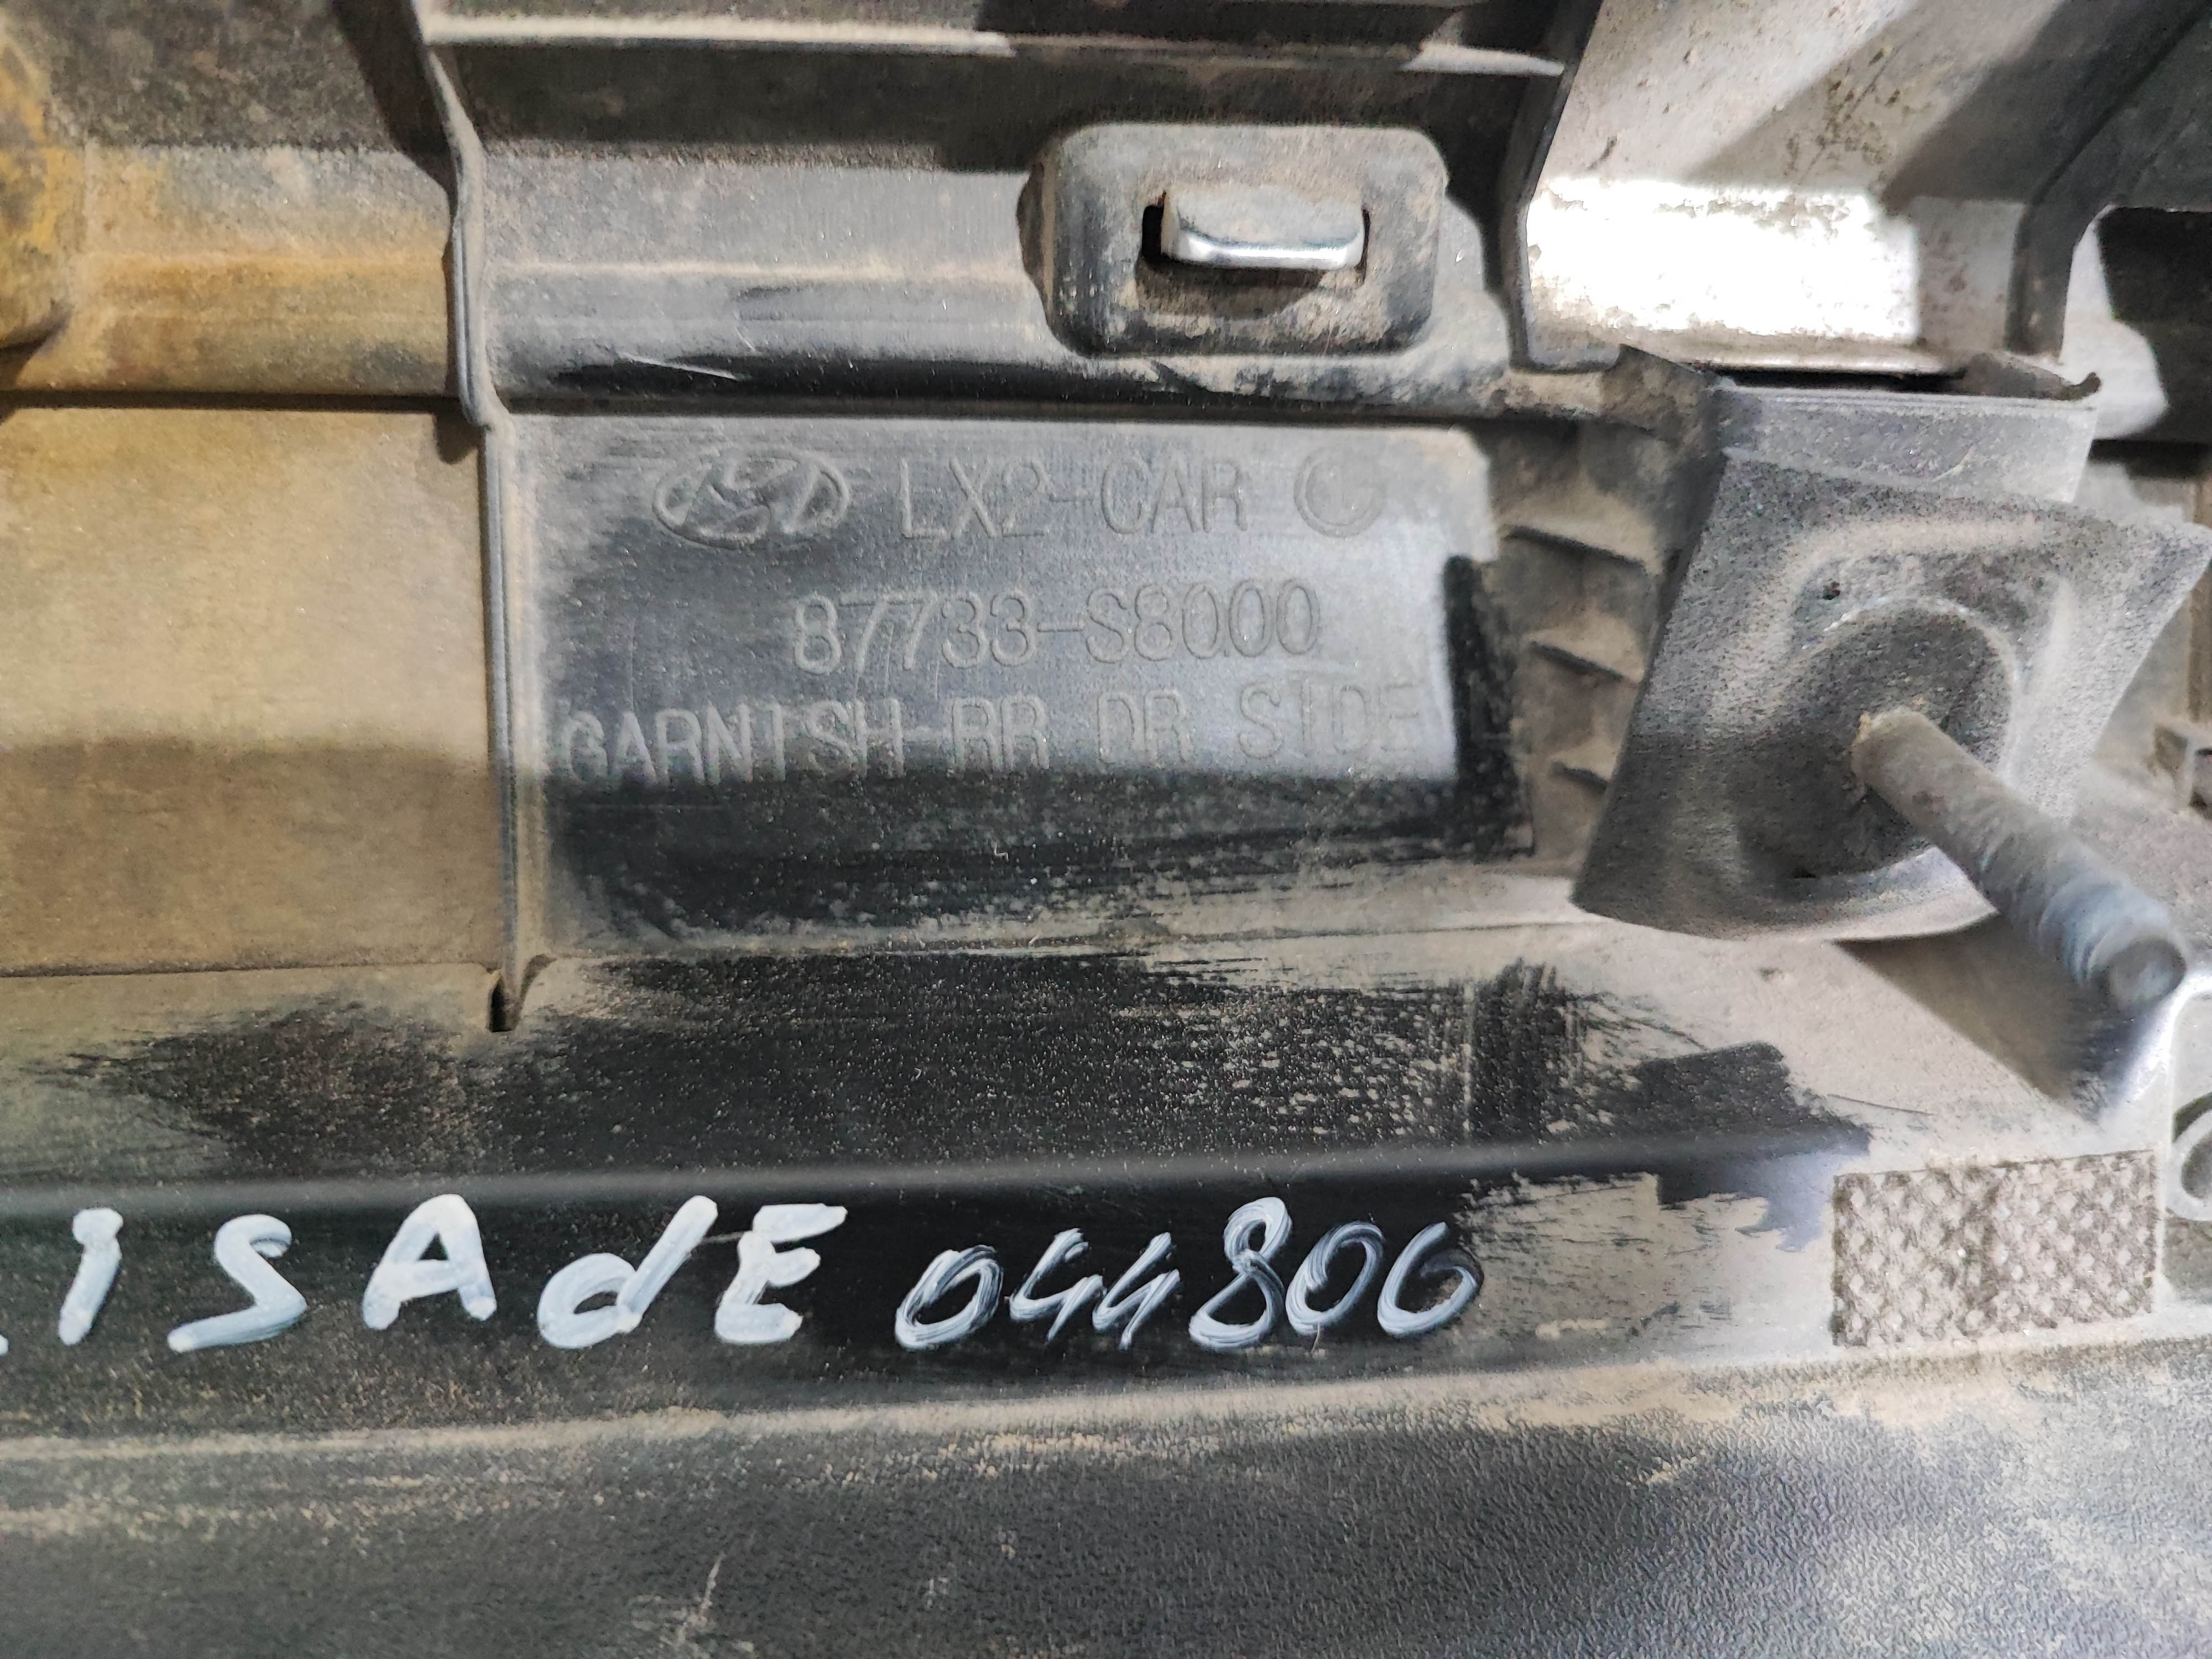 LX2-CAR
87733-S8000
GARNISH-RR DR SIDE
ISAdE 044806